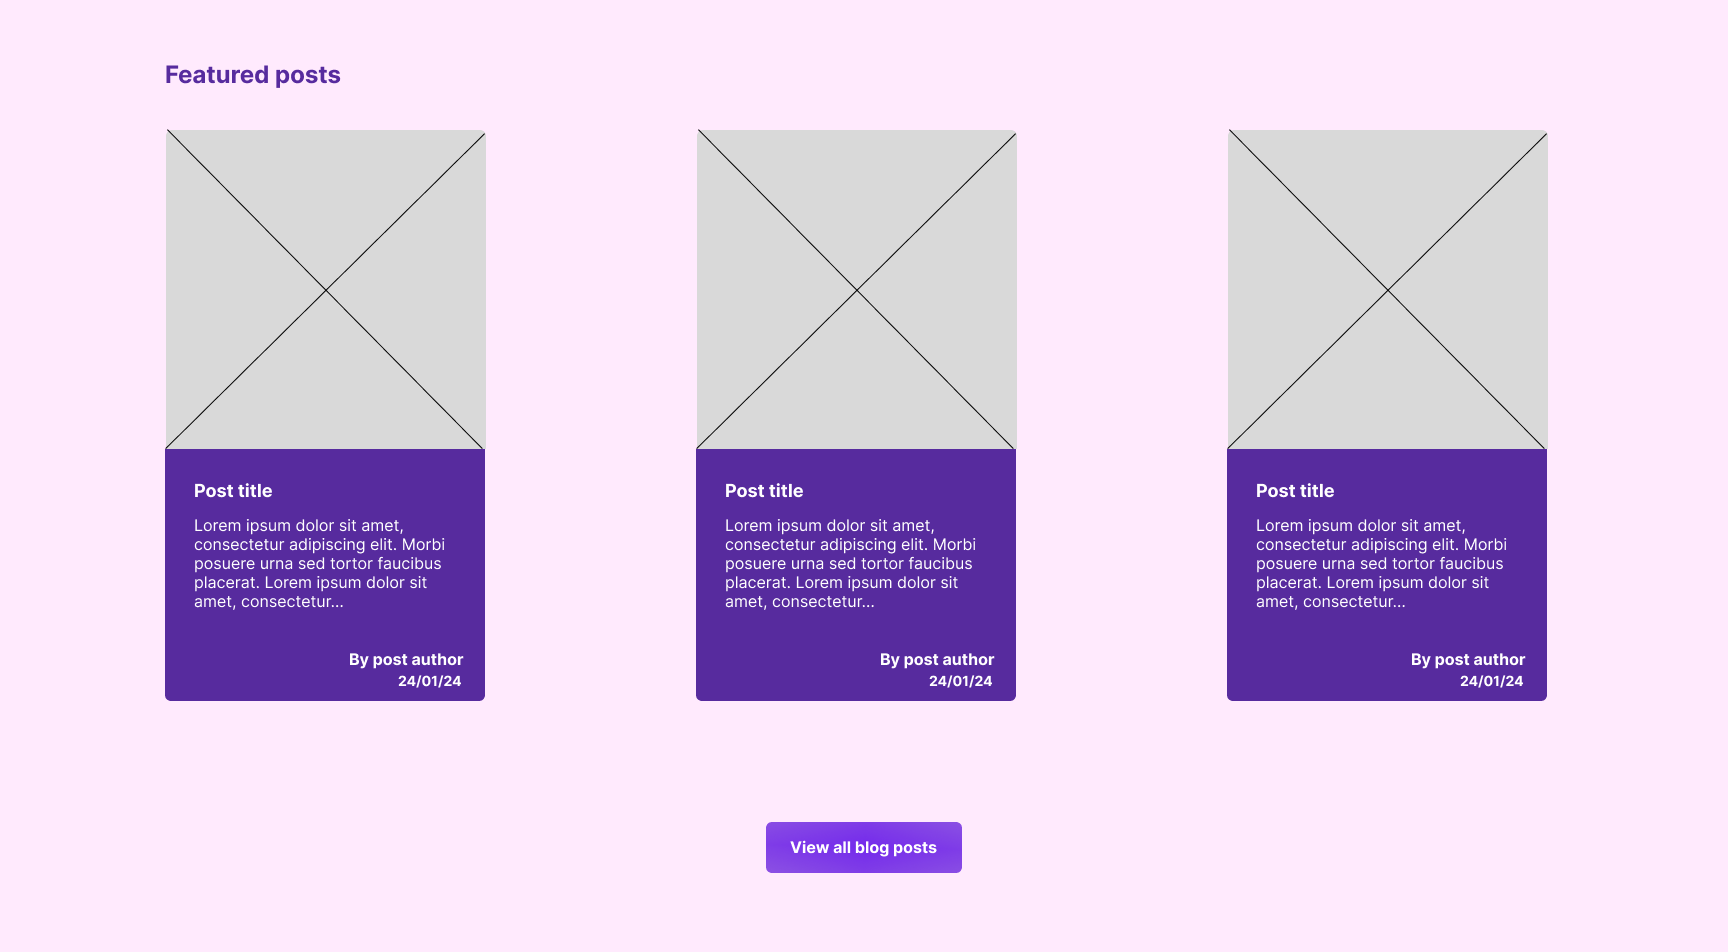 Featured posts
Post title
Lorem ipsum dolor sit amet,
consectetur adipiscing elit. Morbi
posuere urna sed tortor faucibus
placerat. Lorem ipsum dolor sit
amet, consectetur...
By post author
24/01/24
Post title
Lorem ipsum dolor sit amet,
consectetur adipiscing elit. Morbi
posuere urna sed tortor faucibus
placerat. Lorem ipsum dolor sit
amet, consectetur...
By post author
24/01/24
Post title
Lorem ipsum dolor sit amet,
consectetur adipiscing elit. Morbi
posuere urna sed tortor faucibus
placerat. Lorem ipsum dolor sit
amet, consectetur...
By post author
24/01/24
View all blog posts